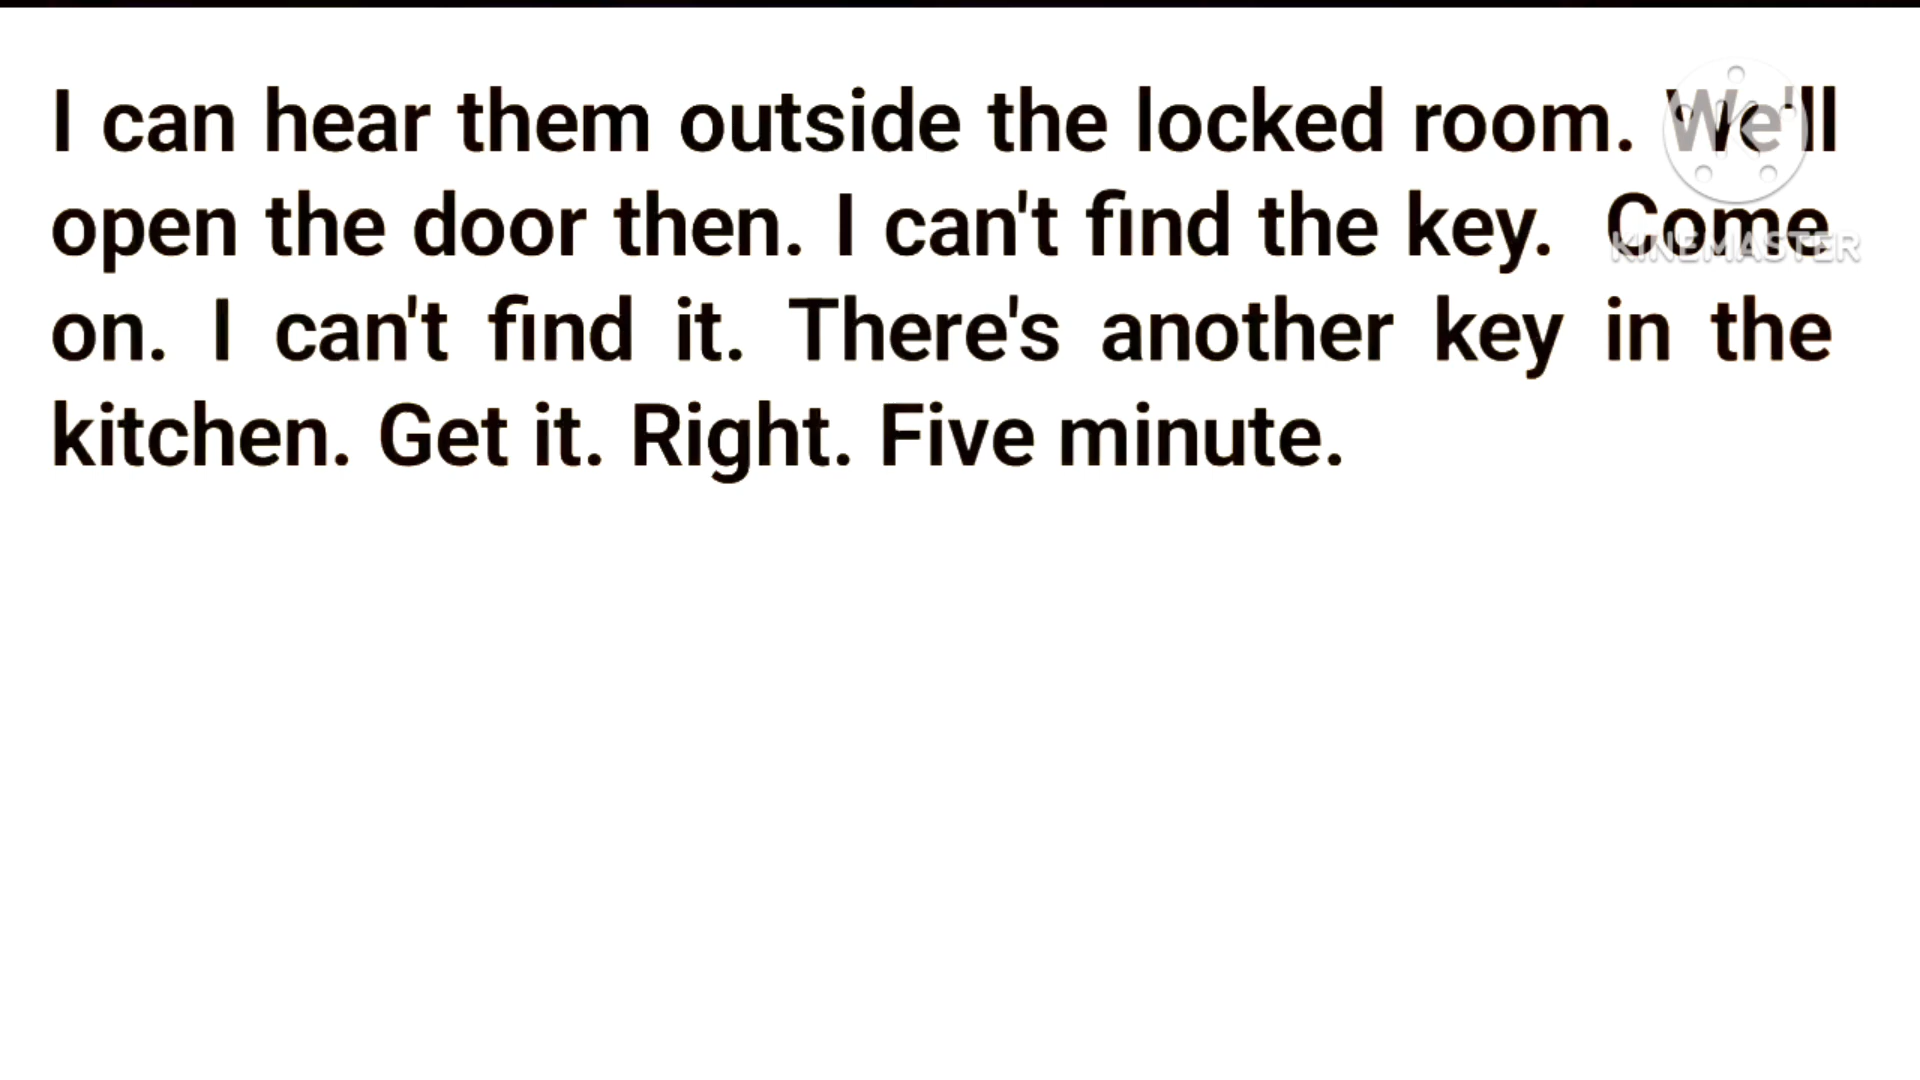 I can hear them outside the locked room. We'll
open the door then. I can't find the key. Come
on. I can't find it. There's another key in the
kitchen. Get it. Right. Five minute.
KINEMASTER